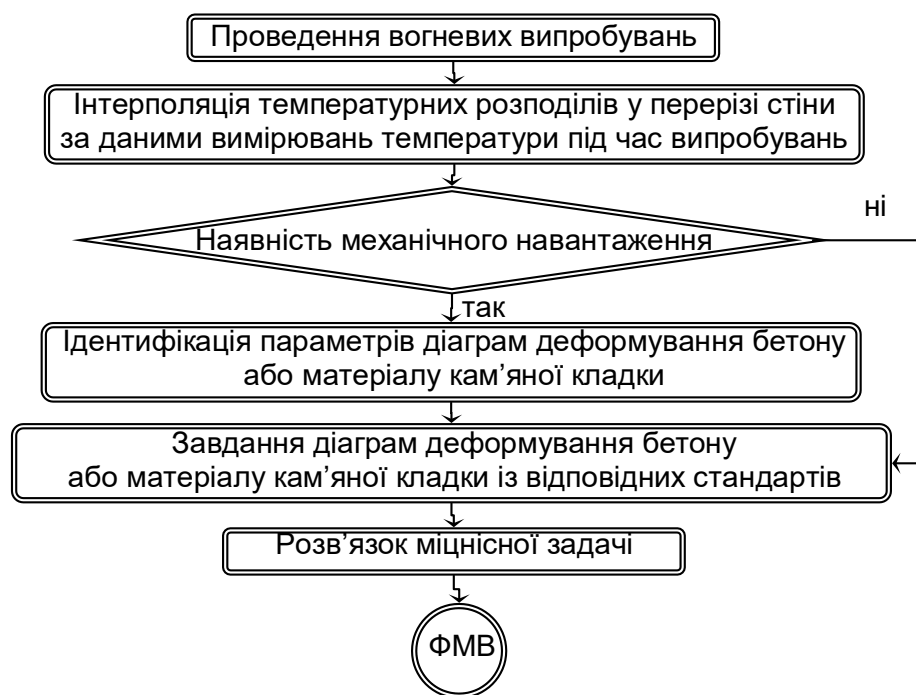 Проведення вогневих випробувань
Інтерполяція температурних розподілів у перерізі стіни
за даними вимірювань температури під час випробувань
ні
Наявність механічного навантаження
так
Ідентифікація параметрів діаграм деформування бетону
або матеріалу кам’яної кладки
Завдання діаграм деформування бетону
або матеріалу кам’яної кладки із відповідних стандартів
Розв’язок міцнісної задачі
ФМВ